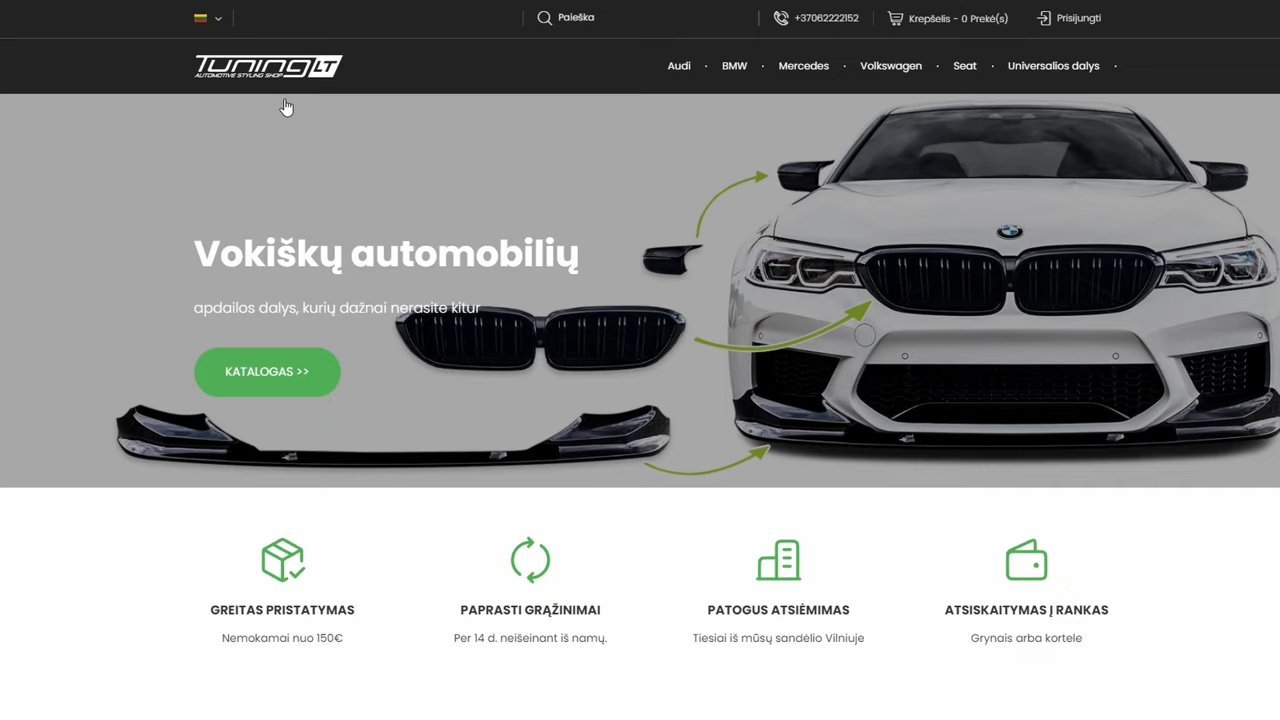 Paieška
+37062222152
Krepšelis - 0 Prekė(s)
Prisijungti
TuningLT
AUTOMOTIVE STYLING SHOP
Audi · BMW · Mercedes · Volkswagen · Seat · Universalios dalys ·
Vokiškų automobilių
apdailos dalys, kurių dažnai nerasite kitur
KATALOGAS >>
GREITAS PRISTATYMAS
Nemokamai nuo 150€
PAPRASTI GRĄŽINIMAI
Per 14 d. neišeinant iš namų.
PATOGUS ATSIĖMIMAS
Tiesiai iš mūsų sandėlio Vilniuje
ATSISKAITYMAS Į RANKAS
Grynais arba kortele